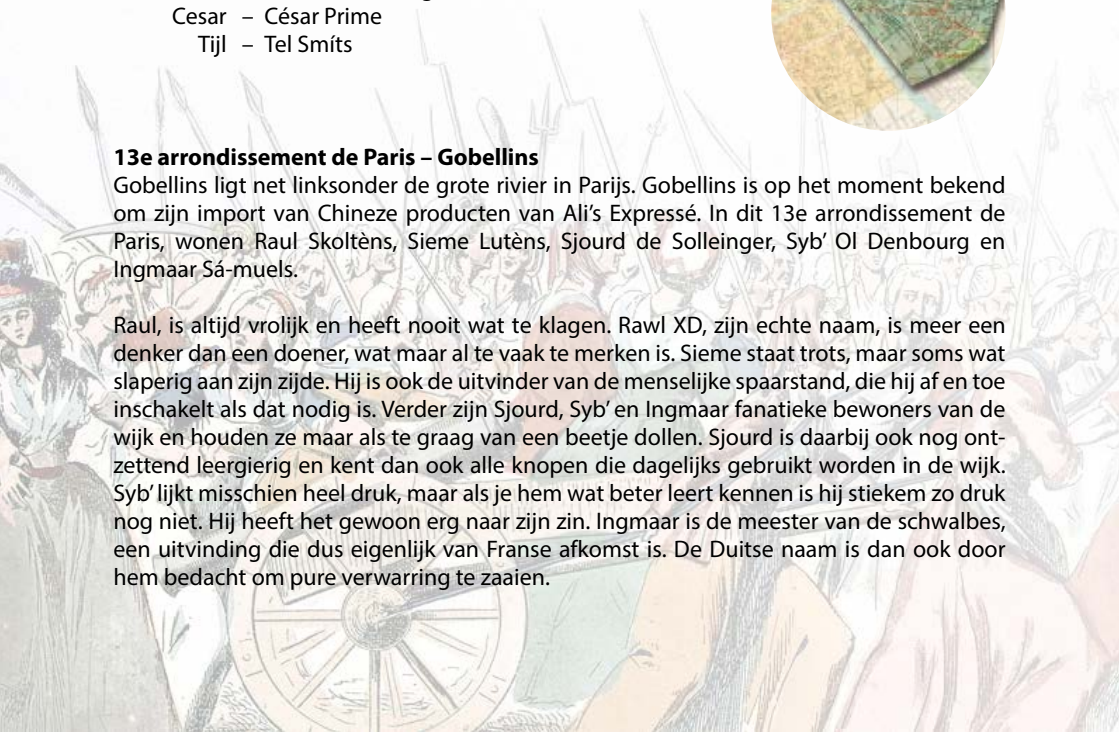 Cesar – César Prime
Tijl – Tel Smíts
13e arrondissement de Paris – Gobellins
Gobellins ligt net linksonder de grote rivier in Parijs. Gobellins is op het moment bekend
om zijn import van Chineze producten van Ali’s Expressé. In dit 13e arrondissement de
Paris, wonen Raul Skoltèns, Sieme Lutèns, Sjourd de Solleinger, Syb’ Ol Denbourg en
Ingmaar Sá-muels.
Raul, is altijd vrolijk en heeft nooit wat te klagen. Rawl XD, zijn echte naam, is meer een
denker dan een doener, wat maar al te vaak te merken is. Sieme staat trots, maar soms wat
slaperig aan zijn zijde. Hij is ook de uitvinder van de menselijke spaarstand, die hij af en toe
inschakelt als dat nodig is. Verder zijn Sjourd, Syb’ en Ingmaar fanatieke bewoners van de
wijk en houden ze maar als te graag van een beetje dollen. Sjourd is daarbij ook nog ont-
zettend leergierig en kent dan ook alle knopen die dagelijks gebruikt worden in de wijk.
Syb’ lijkt misschien heel druk, maar als je hem wat beter leert kennen is hij stiekem zo druk
nog niet. Hij heeft het gewoon erg naar zijn zin. Ingmaar is de meester van de schwalbes,
een uitvinding die dus eigenlijk van Franse afkomst is. De Duitse naam is dan ook door
hem bedacht om pure verwarring te zaaien.